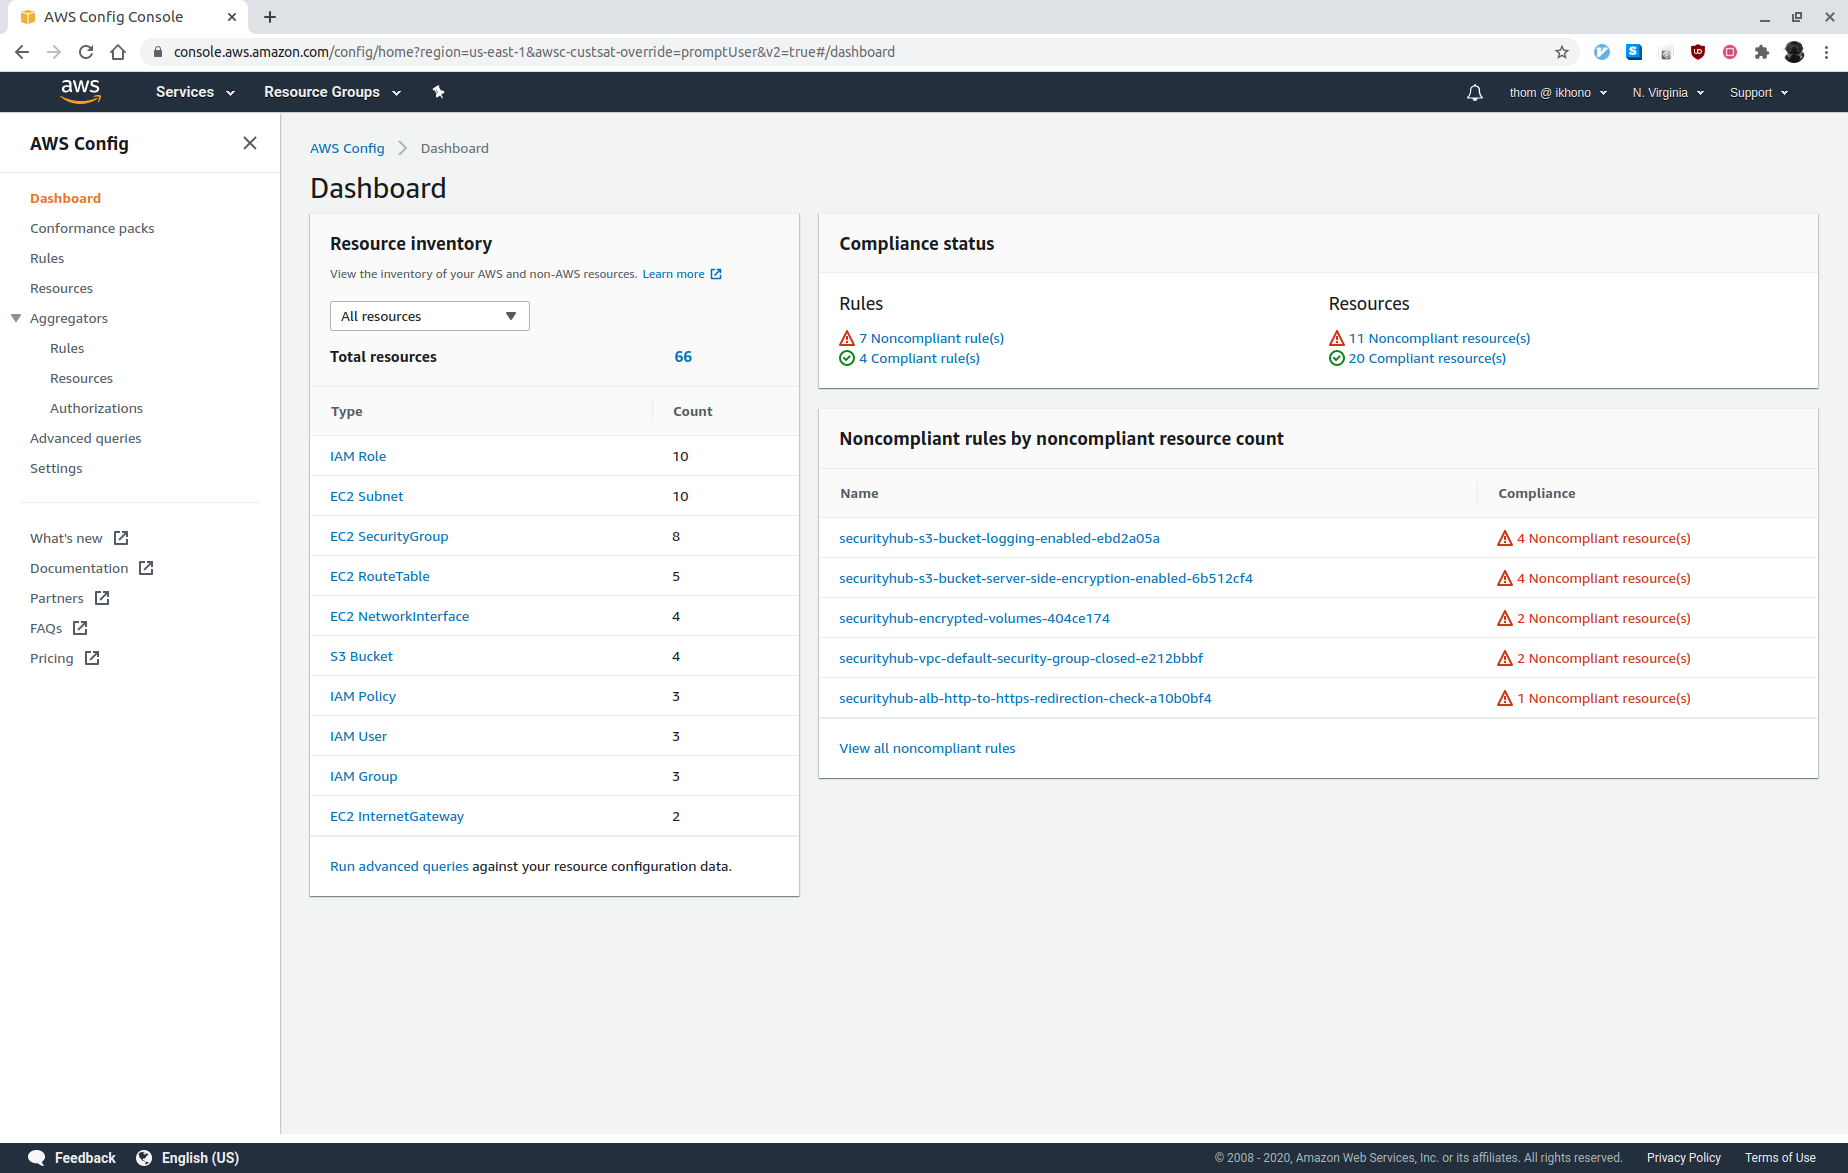 AWS Config Console
console.aws.amazon.com/config/home?region=us-east-1&awsc-custsat-override=promptUser&v2=true#/dashboard
aws
Services
Resource Groups
thom @ ikhono
N. Virginia
Support
AWS Config
Dashboard
Conformance packs
Rules
Resources
Aggregators
Rules
Resources
Authorizations
Advanced queries
Settings
What's new
Documentation
Partners
FAQs
Pricing
AWS Config > Dashboard
Dashboard
Resource inventory
View the inventory of your AWS and non-AWS resources. Learn more
All resources
Total resources 66
Type Count
IAM Role 10
EC2 Subnet 10
EC2 SecurityGroup 8
EC2 RouteTable 5
EC2 NetworkInterface 4
S3 Bucket 4
IAM Policy 3
IAM User 3
IAM Group 3
EC2 InternetGateway 2
Run advanced queries against your resource configuration data.
Compliance status
Rules
7 Noncompliant rule(s)
4 Compliant rule(s)
Resources
11 Noncompliant resource(s)
20 Compliant resource(s)
Noncompliant rules by noncompliant resource count
Name Compliance
securityhub-s3-bucket-logging-enabled-ebd2a05a 4 Noncompliant resource(s)
securityhub-s3-bucket-server-side-encryption-enabled-6b512cf4 4 Noncompliant resource(s)
securityhub-encrypted-volumes-404ce174 2 Noncompliant resource(s)
securityhub-vpc-default-security-group-closed-e212bbbf 2 Noncompliant resource(s)
securityhub-alb-http-to-https-redirection-check-a10b0bf4 1 Noncompliant resource(s)
View all noncompliant rules
Feedback
English (US)
© 2008 - 2020, Amazon Web Services, Inc. or its affiliates. All rights reserved.
Privacy Policy
Terms of Use